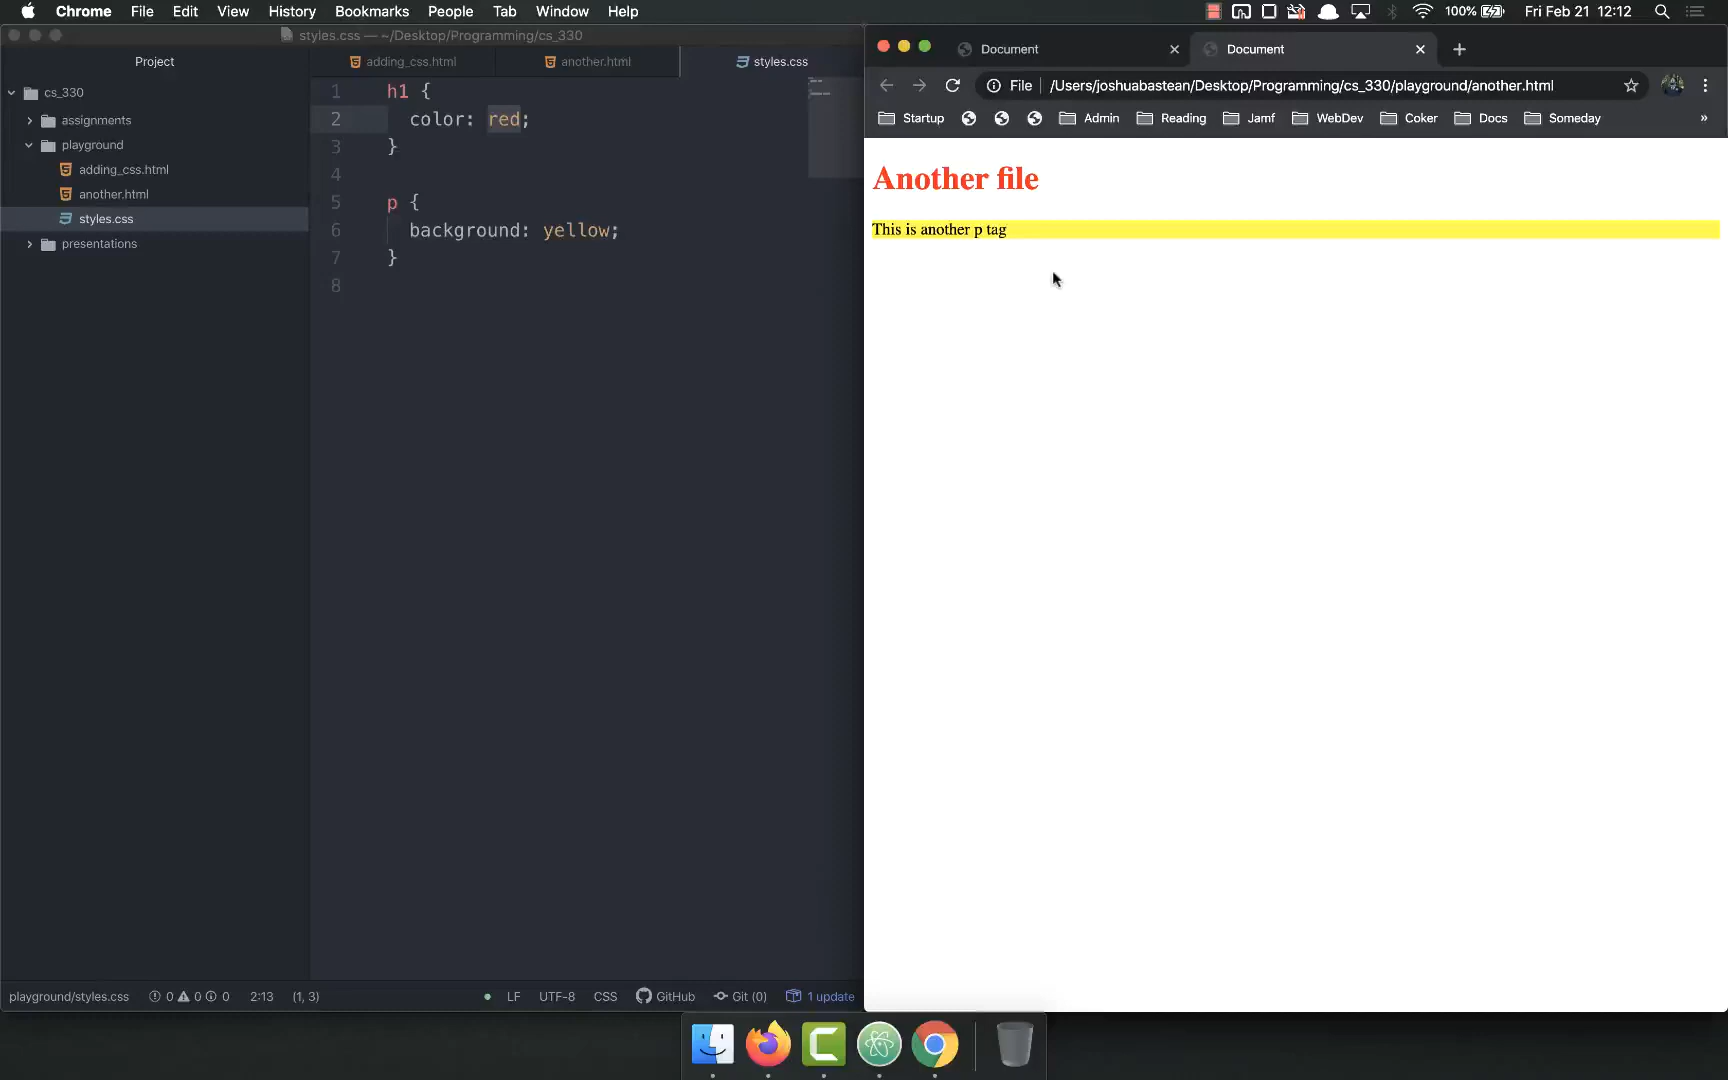 Chrome File Edit View History Bookmarks People Tab Window Help 100% Fri Feb 21 12:12
styles.css — ~/Desktop/Programming/cs_330
Project
cs_330
assignments
playground
adding_css.html
another.html
styles.css
presentations
adding_css.html another.html styles.css
1 h1 {
2 color: red;
3 }
4
5 p {
6 background: yellow;
7 }
8
playground/styles.css 0 0 0 2:13 (1, 3) LF UTF-8 CSS GitHub Git (0) 1 update
Document Document
File /Users/joshuabastean/Desktop/Programming/cs_330/playground/another.html
Startup Admin Reading Jamf WebDev Coker Docs Someday »
Another file
This is another p tag